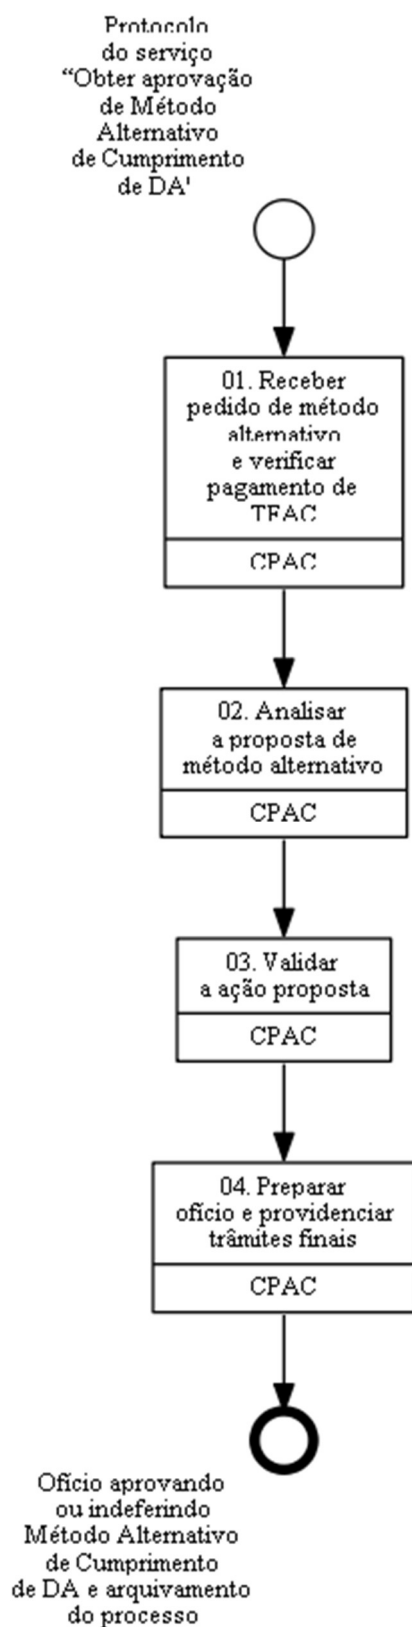 Protocolo
do serviço
“Obter aprovação
de Método
Alternativo
de Cumprimento
de DA'
01. Receber
pedido de método
alternativo
e verificar
pagamento de
TFAC
CPAC
02. Analisar
a proposta de
método alternativo
CPAC
03. Validar
a ação proposta
CPAC
04. Preparar
ofício e providenciar
trâmites finais
CPAC
Ofício aprovando
ou indeferindo
Método Alternativo
de Cumprimento
de DA e arquivamento
do processo